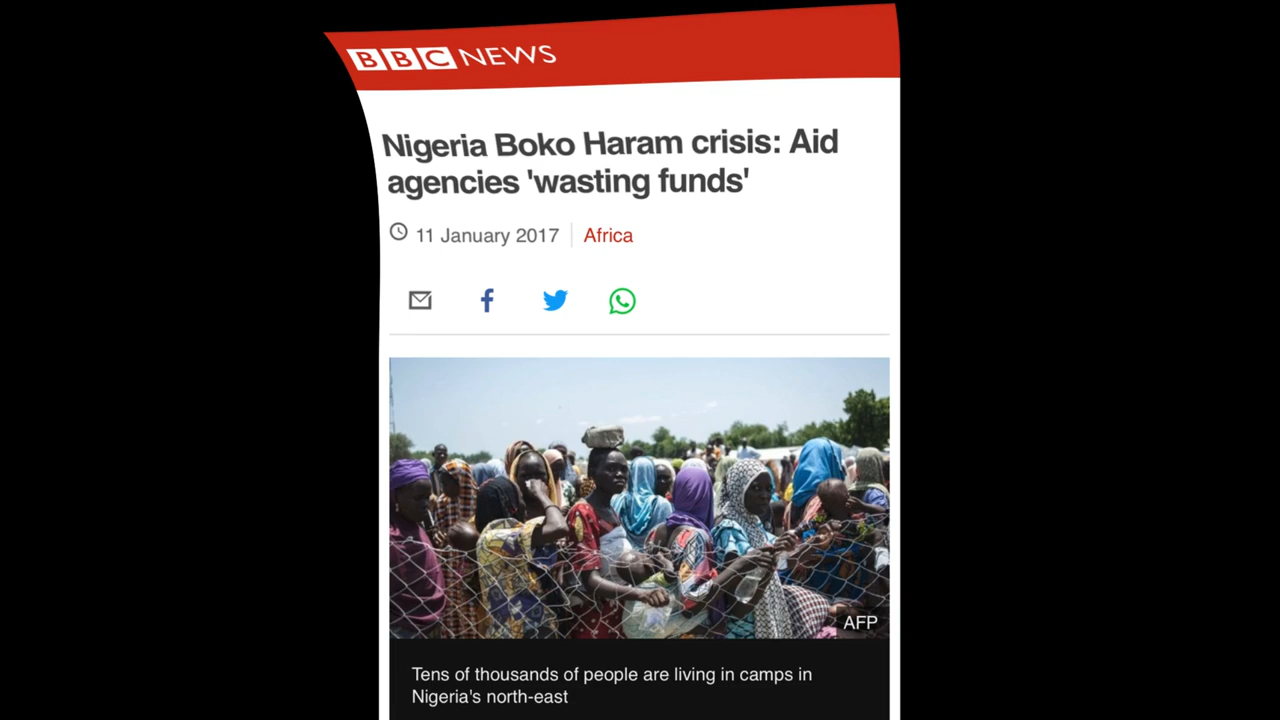 BBC NEWS
Nigeria Boko Haram crisis: Aid
agencies 'wasting funds'
11 January 2017 Africa
AFP
Tens of thousands of people are living in camps in
Nigeria's north-east